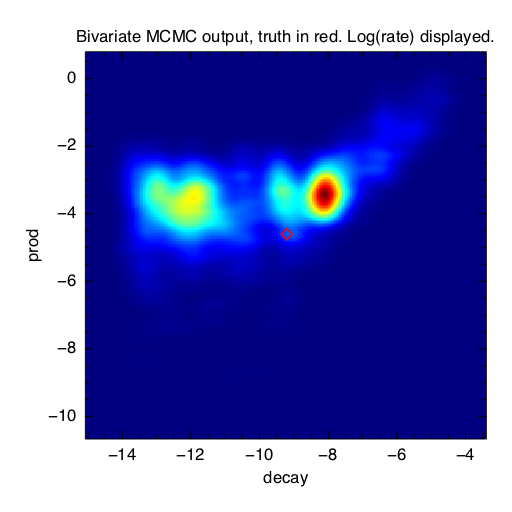 Bivariate MCMC output, truth in red. Log(rate) displayed.
0
−2
−4
−6
−8
−10
prod
−14 −12 −10 −8 −6 −4
decay